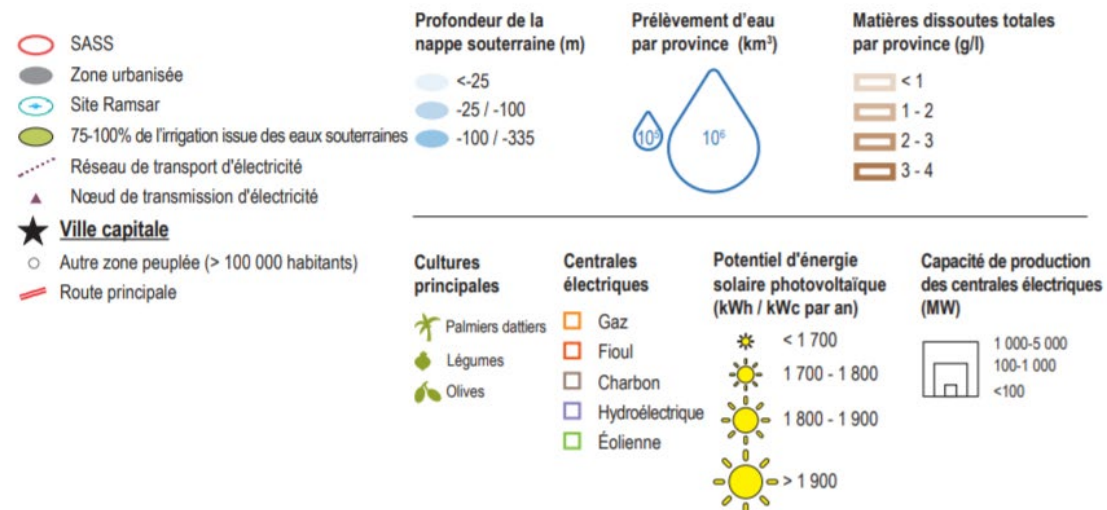 SASS
Zone urbanisée
Site Ramsar
75-100% de l'irrigation issue des eaux souterraines
Réseau de transport d'électricité
Nœud de transmission d'électricité
Ville capitale
Autre zone peuplée (> 100 000 habitants)
Route principale
Profondeur de la
nappe souterraine (m)
<-25
-25 / -100
-100 / -335
Prélèvement d'eau
par province (km³)
10⁵
10⁶
Matières dissoutes totales
par province (g/l)
< 1
1 - 2
2 - 3
3 - 4
Cultures
principales
Palmiers dattiers
Légumes
Olives
Centrales
électriques
Gaz
Fioul
Charbon
Hydroélectrique
Éolienne
Potentiel d'énergie
solaire photovoltaïque
(kWh / kWc par an)
< 1 700
1 700 - 1 800
1 800 - 1 900
> 1 900
Capacité de production
des centrales électriques
(MW)
1 000-5 000
100-1 000
<100